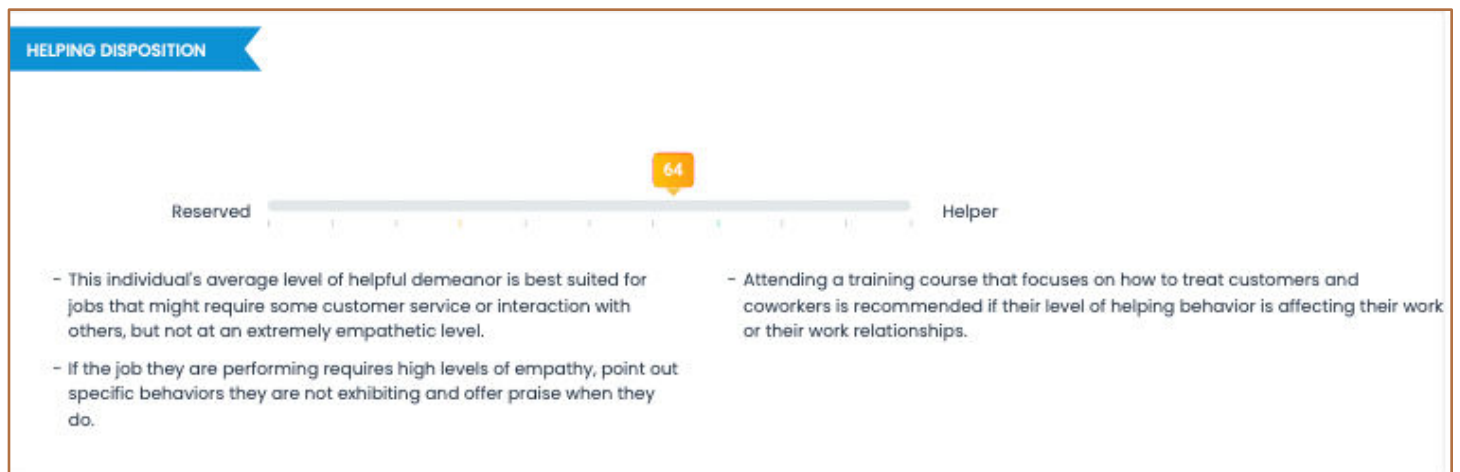 HELPING DISPOSITION
64
Reserved
Helper
- This individual's average level of helpful demeanor is best suited for
jobs that might require some customer service or interaction with
others, but not at an extremely empathetic level.
- If the job they are performing requires high levels of empathy, point out
specific behaviors they are not exhibiting and offer praise when they
do.
- Attending a training course that focuses on how to treat customers and
coworkers is recommended if their level of helping behavior is affecting their work
or their work relationships.